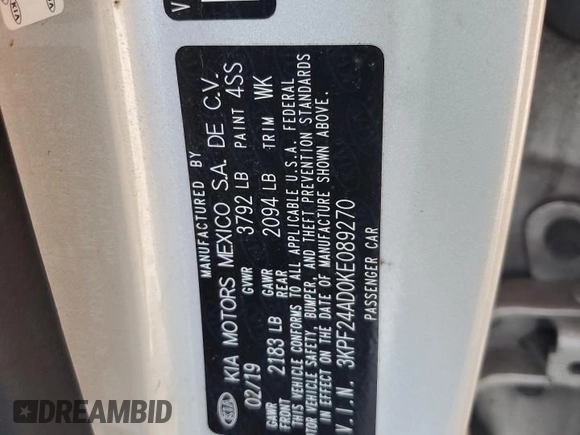 MANUFACTURED BY
KIA KIA MOTORS MEXICO S.A. DE C.V.
02/19 GVWR 3792 LB PAINT 4SS
GAWR FRONT 2183 LB GAWR REAR 2094 LB TRIM WK
THIS VEHICLE CONFORMS TO ALL APPLICABLE U.S.A. FEDERAL
MOTOR VEHICLE SAFETY, BUMPER, AND THEFT PREVENTION STANDARDS
IN EFFECT ON THE DATE OF MANUFACTURE SHOWN ABOVE.
V.I.N. 3KPF24AD0KE089270
PASSENGER CAR
KIA
V
DREAMBID